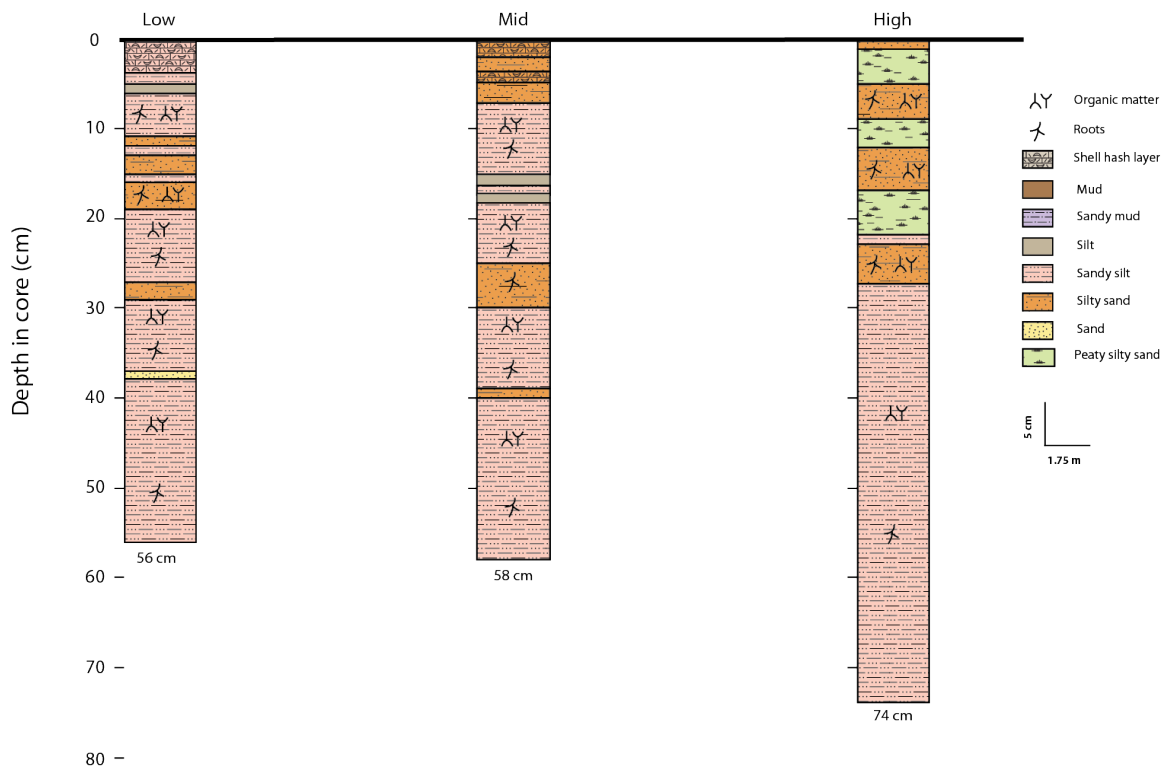 Low Mid High
0
10
20
30
40
50
60
70
80
Depth in core (cm)
56 cm
58 cm
74 cm
Organic matter
Roots
Shell hash layer
Mud
Sandy mud
Silt
Sandy silt
Silty sand
Sand
Peaty silty sand
5 cm
1.75 m